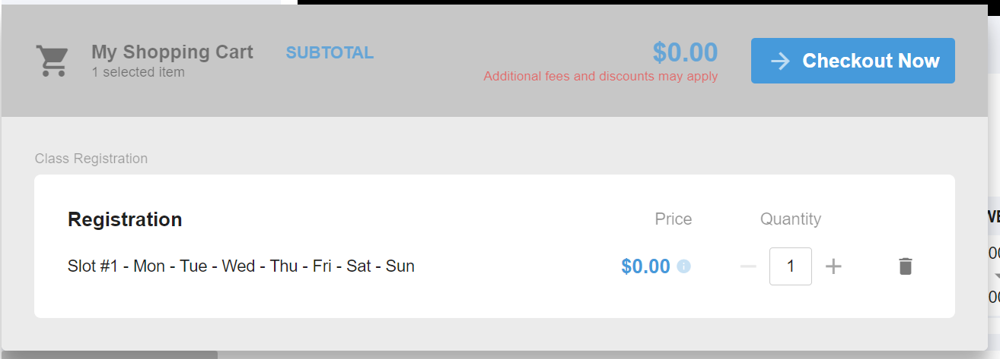 My Shopping Cart
SUBTOTAL
$0.00
Checkout Now
1 selected item
Additional fees and discounts may apply
Class Registration
Registration
Price
Quantity
Slot #1 - Mon - Tue - Wed - Thu - Fri - Sat - Sun
$0.00
1